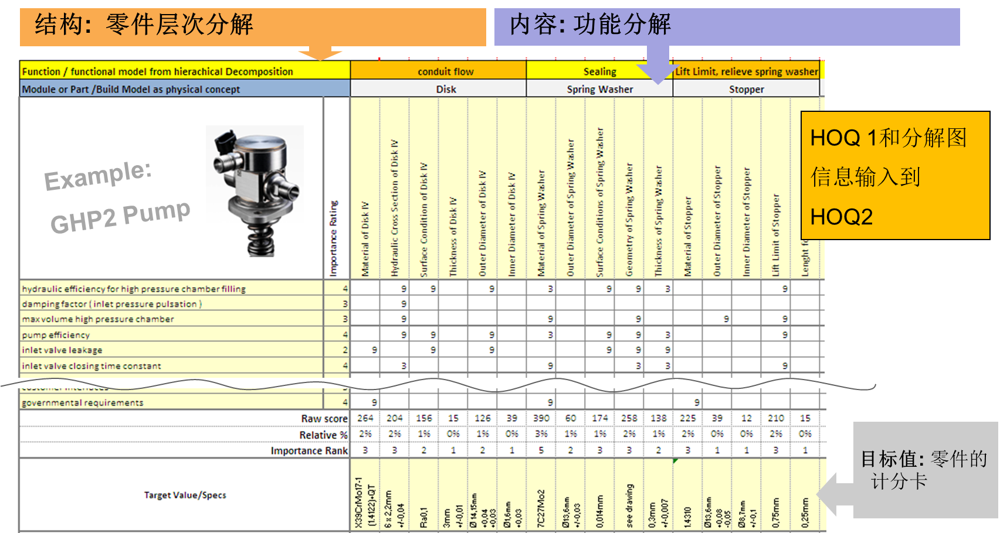 结构: 零件层次分解
内容: 功能分解
Function / functional model from hierachical Decomposition
conduit flow
Sealing
Lift Limit, relieve spring washer
Module or Part /Build Model as physical concept
Disk
Spring Washer
Stopper
Example:
GHP2 Pump
Importance Rating
Material of Disk IV
Hydraulic Cross Section of Disk IV
Surface Condition of Disk IV
Thickness of Disk IV
Outer Diameter of Disk IV
Inner Diameter of Disk IV
Material of Spring Washer
Outer Diameter of Spring Washer
Surface Conditions of Spring Washer
Geometry of Spring Washer
Thickness of Spring Washer
Material of Stopper
Outer Diameter of Stopper
Inner Diameter of Stopper
Lift Limit of Stopper
Lenght
HOQ 1和分解图
信息输入到
HOQ2
hydraulic efficiency for high pressure chamber filling 4 9 9 9 3 9 9 3 9
damping factor ( inlet pressure pulsation ) 3 9
max volume high pressure chamber 3 9 9 9 9 9
pump efficiency 4 9 9 9 3 9 9 3 9
inlet valve leakage 2 9 9 9 9 9 9
inlet valve closing time constant 4 3 9 3 3 9
governmental requirements 4 9 9 9
Raw score 264 204 156 15 126 39 390 60 174 258 138 225 39 12 210 15
Relative % 2% 2% 1% 0% 1% 0% 3% 1% 1% 2% 1% 2% 0% 0% 2% 0%
Importance Rank 3 3 2 1 2 1 5 2 3 3 2 3 1 1 3 1
Target Value/Specs
X39CrMo17-1
(1.4122)+QT
6 x 2,2mm
+/-0,04
Ra0,1
3mm
+/-0,01
Ø 14,15mm
+0,04
+0,03
Ø1,6mm
+0,03
7C27Mo2
Ø13,6mm
+/-0,03
0,014mm
see drawing
0,3mm
+/-0,007
1.4310
Ø13,6mm
+0,08
-0,05
Ø8,7mm
+/-0,1
0,75mm
0,25mm
目标值: 零件的
计分卡